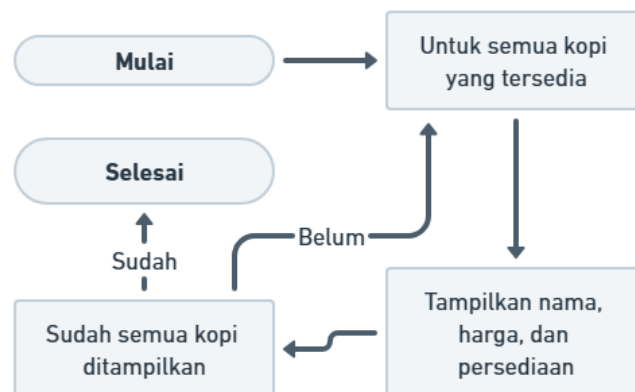 Mulai
Untuk semua kopi
yang tersedia
Selesai
Belum
Sudah
Tampilkan nama,
harga, dan
persediaan
Sudah semua kopi
ditampilkan